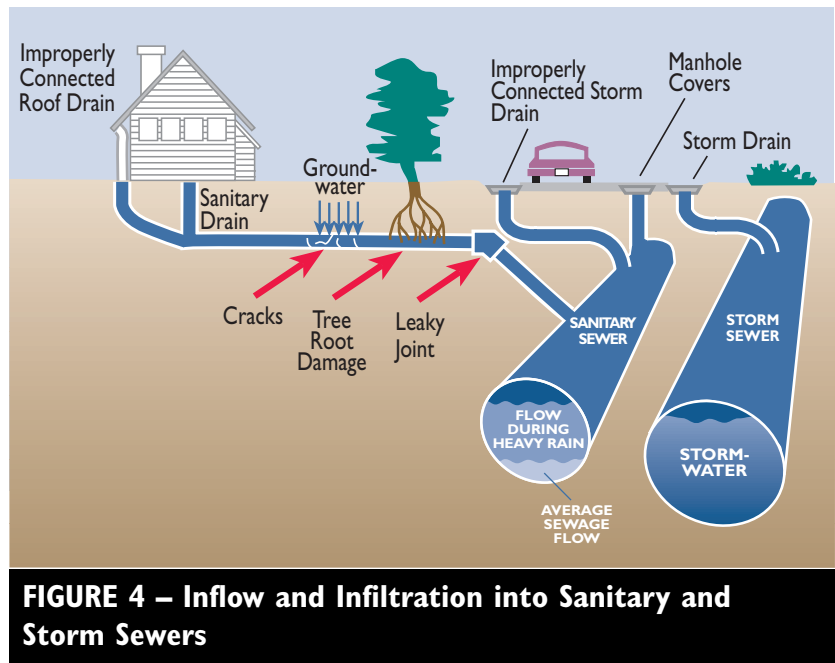 Improperly
Connected
Roof Drain
Sanitary
Drain
Ground-
water
Improperly
Connected Storm
Drain
Manhole
Covers
Storm Drain
Cracks
Tree
Root
Damage
Leaky
Joint
SANITARY
SEWER
STORM
SEWER
FLOW
DURING
HEAVY RAIN
STORM-
WATER
AVERAGE
SEWAGE
FLOW
FIGURE 4 – Inflow and Infiltration into Sanitary and
Storm Sewers